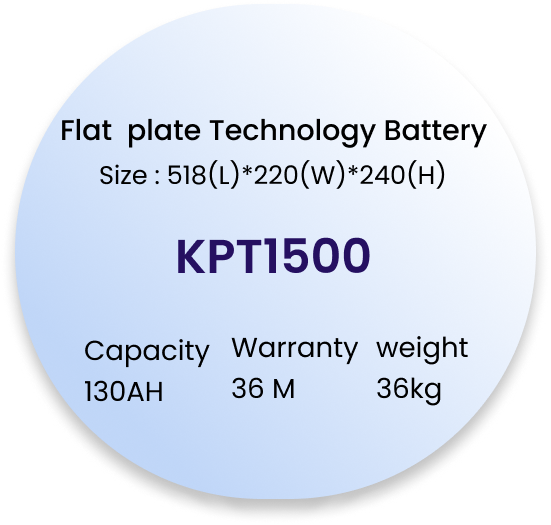 Flat plate Technology Battery
Size : 518(L)*220(W)*240(H)
KPT1500
Capacity Warranty weight
130AH 36 M 36kg